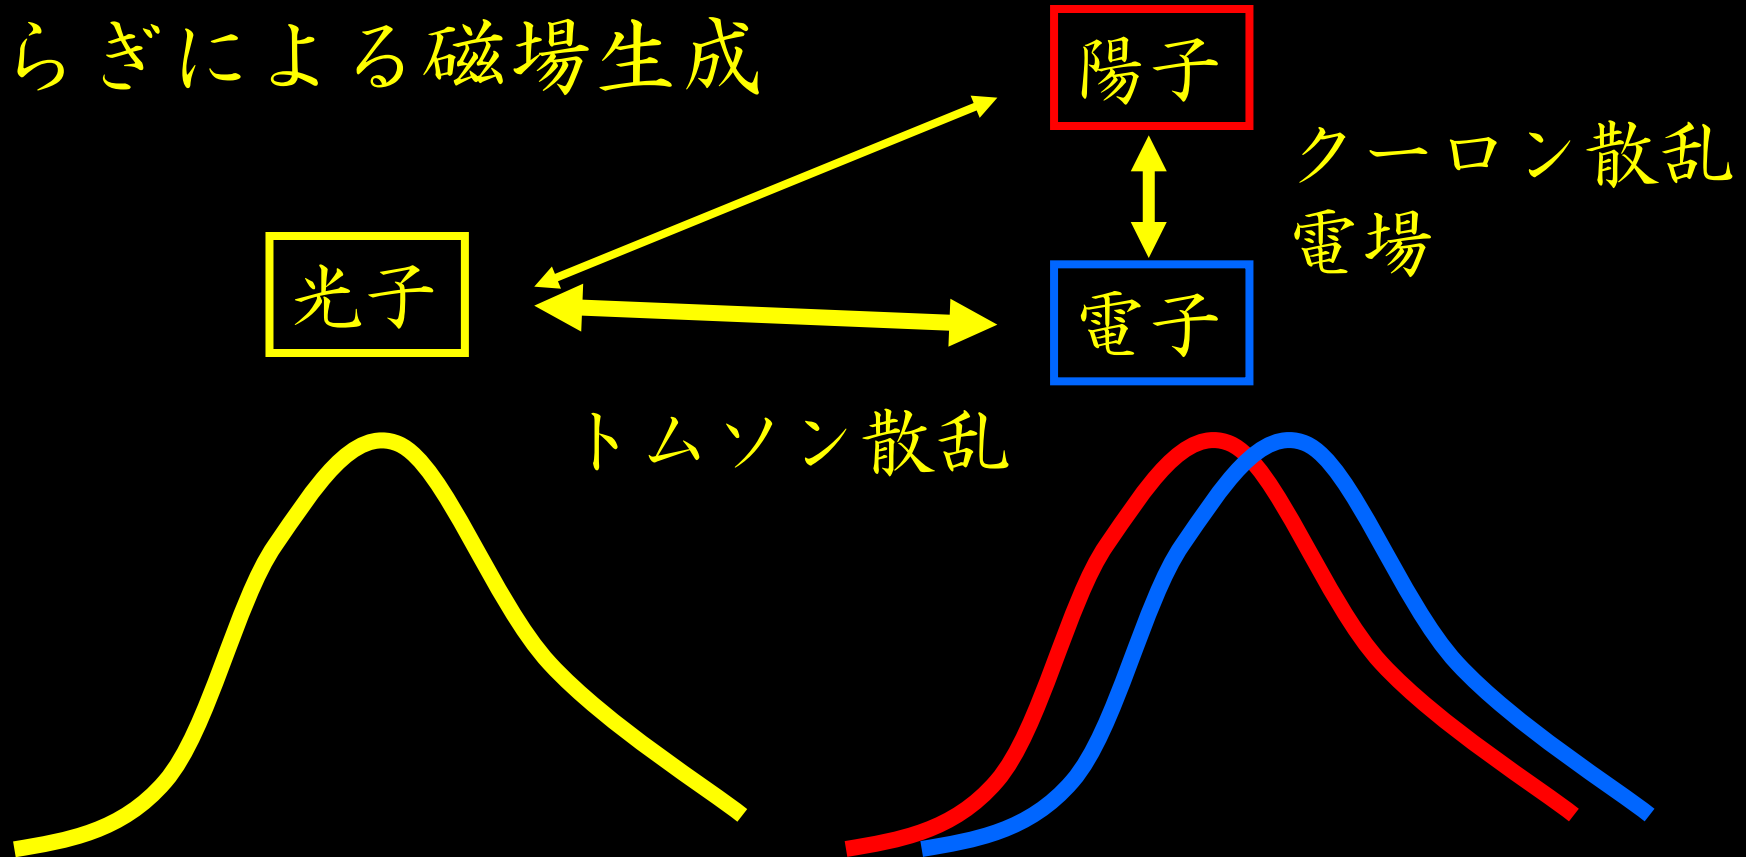 らぎによる磁場生成
陽子
クーロン散乱
電場
光子
電子
トムソン散乱